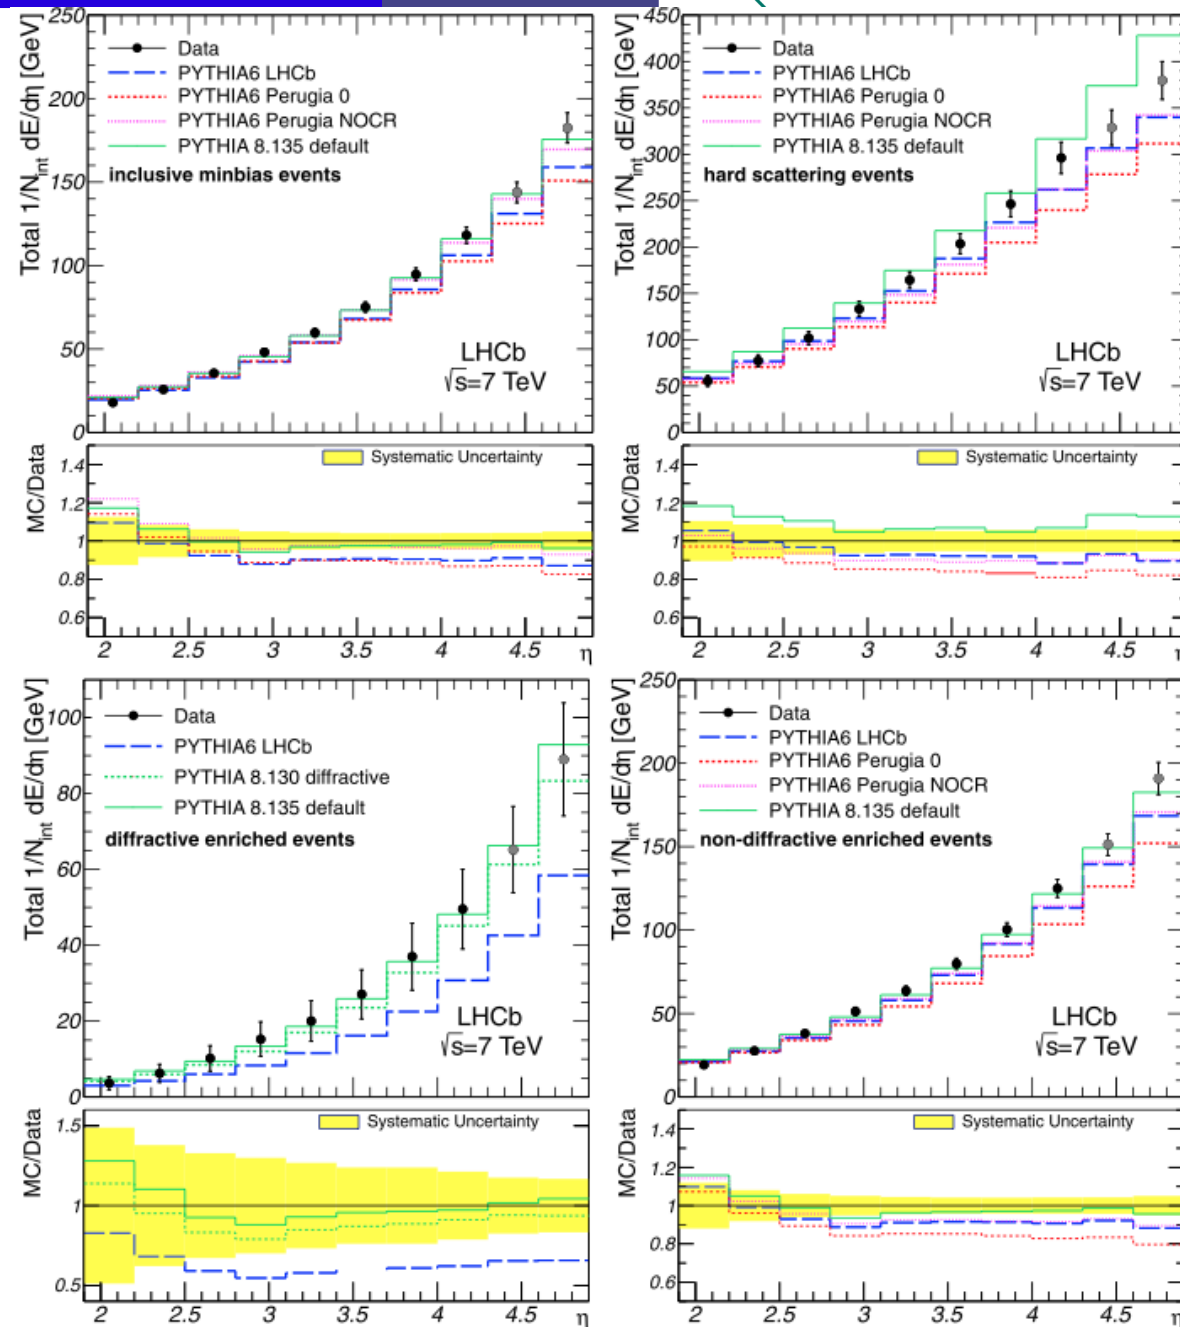 Total 1/N_int dE/dη [GeV]
250
200
150
100
50
0
Data
PYTHIA6 LHCb
PYTHIA6 Perugia 0
PYTHIA6 Perugia NOCR
PYTHIA 8.135 default
inclusive minbias events
LHCb
√s=7 TeV
MC/Data
1.4
1.2
1
0.8
0.6
Systematic Uncertainty
2 2.5 3 3.5 4 4.5 η
Total 1/N_int dE/dη [GeV]
450
400
350
300
250
200
150
100
50
0
Data
PYTHIA6 LHCb
PYTHIA6 Perugia 0
PYTHIA6 Perugia NOCR
PYTHIA 8.135 default
hard scattering events
LHCb
√s=7 TeV
MC/Data
1.4
1.2
1
0.8
0.6
Systematic Uncertainty
2 2.5 3 3.5 4 4.5 η
Total 1/N_int dE/dη [GeV]
100
80
60
40
20
0
Data
PYTHIA6 LHCb
PYTHIA 8.130 diffractive
PYTHIA 8.135 default
diffractive enriched events
LHCb
√s=7 TeV
MC/Data
1.5
1
0.5
Systematic Uncertainty
2 2.5 3 3.5 4 4.5 η
Total 1/N_int dE/dη [GeV]
250
200
150
100
50
0
Data
PYTHIA6 LHCb
PYTHIA6 Perugia 0
PYTHIA6 Perugia NOCR
PYTHIA 8.135 default
non-diffractive enriched events
LHCb
√s=7 TeV
MC/Data
1.4
1.2
1
0.8
0.6
Systematic Uncertainty
2 2.5 3 3.5 4 4.5 η